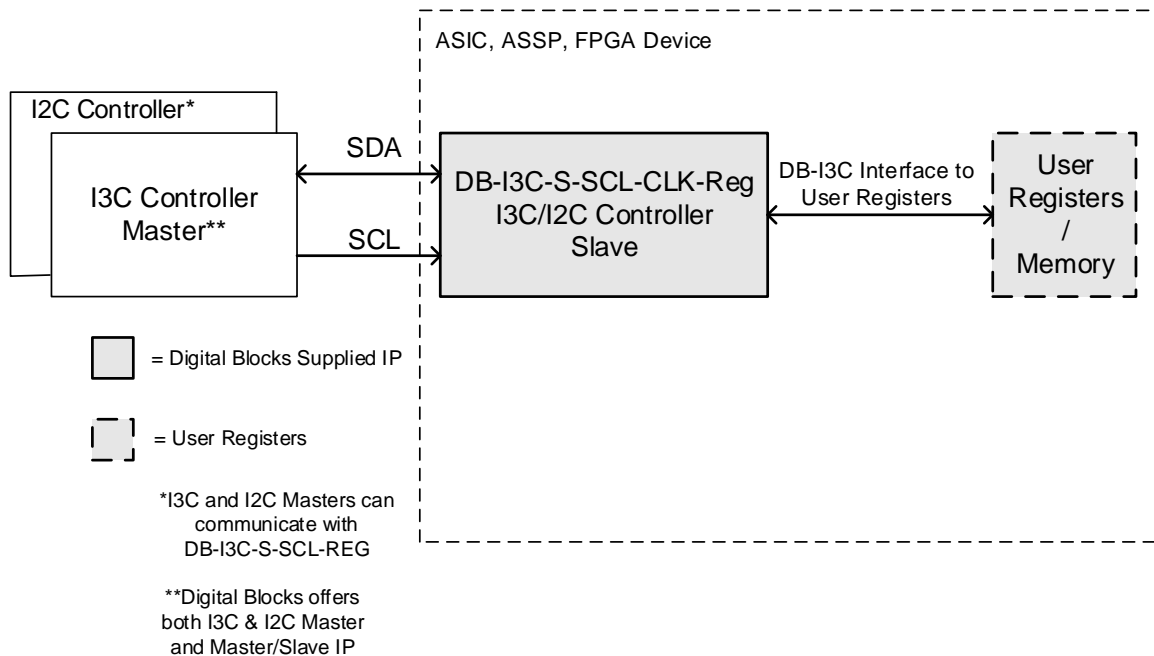 ASIC, ASSP, FPGA Device
I2C Controller*
I3C Controller
Master**
SDA
SCL
DB-I3C-S-SCL-CLK-Reg
I3C/I2C Controller
Slave
DB-I3C Interface to
User Registers
User
Registers
/
Memory
= Digital Blocks Supplied IP
= User Registers
*I3C and I2C Masters can
communicate with
DB-I3C-S-SCL-REG
**Digital Blocks offers
both I3C & I2C Master
and Master/Slave IP